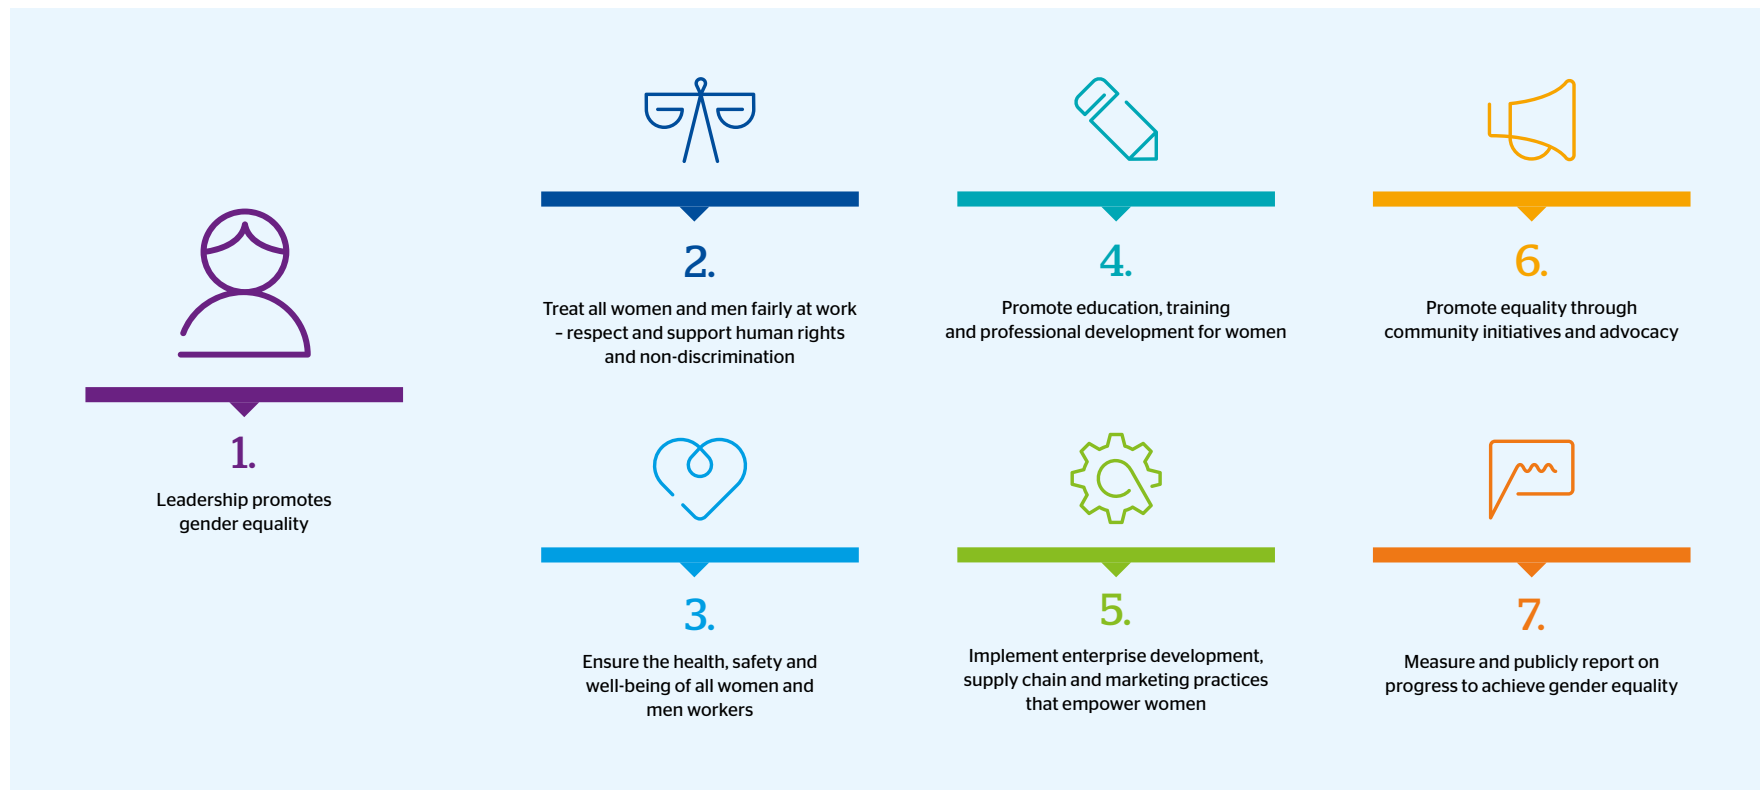 1.
Leadership promotes
gender equality
2.
Treat all women and men fairly at work
– respect and support human rights
and non-discrimination
3.
Ensure the health, safety and
well-being of all women and
men workers
4.
Promote education, training
and professional development for women
5.
Implement enterprise development,
supply chain and marketing practices
that empower women
6.
Promote equality through
community initiatives and advocacy
7.
Measure and publicly report on
progress to achieve gender equality